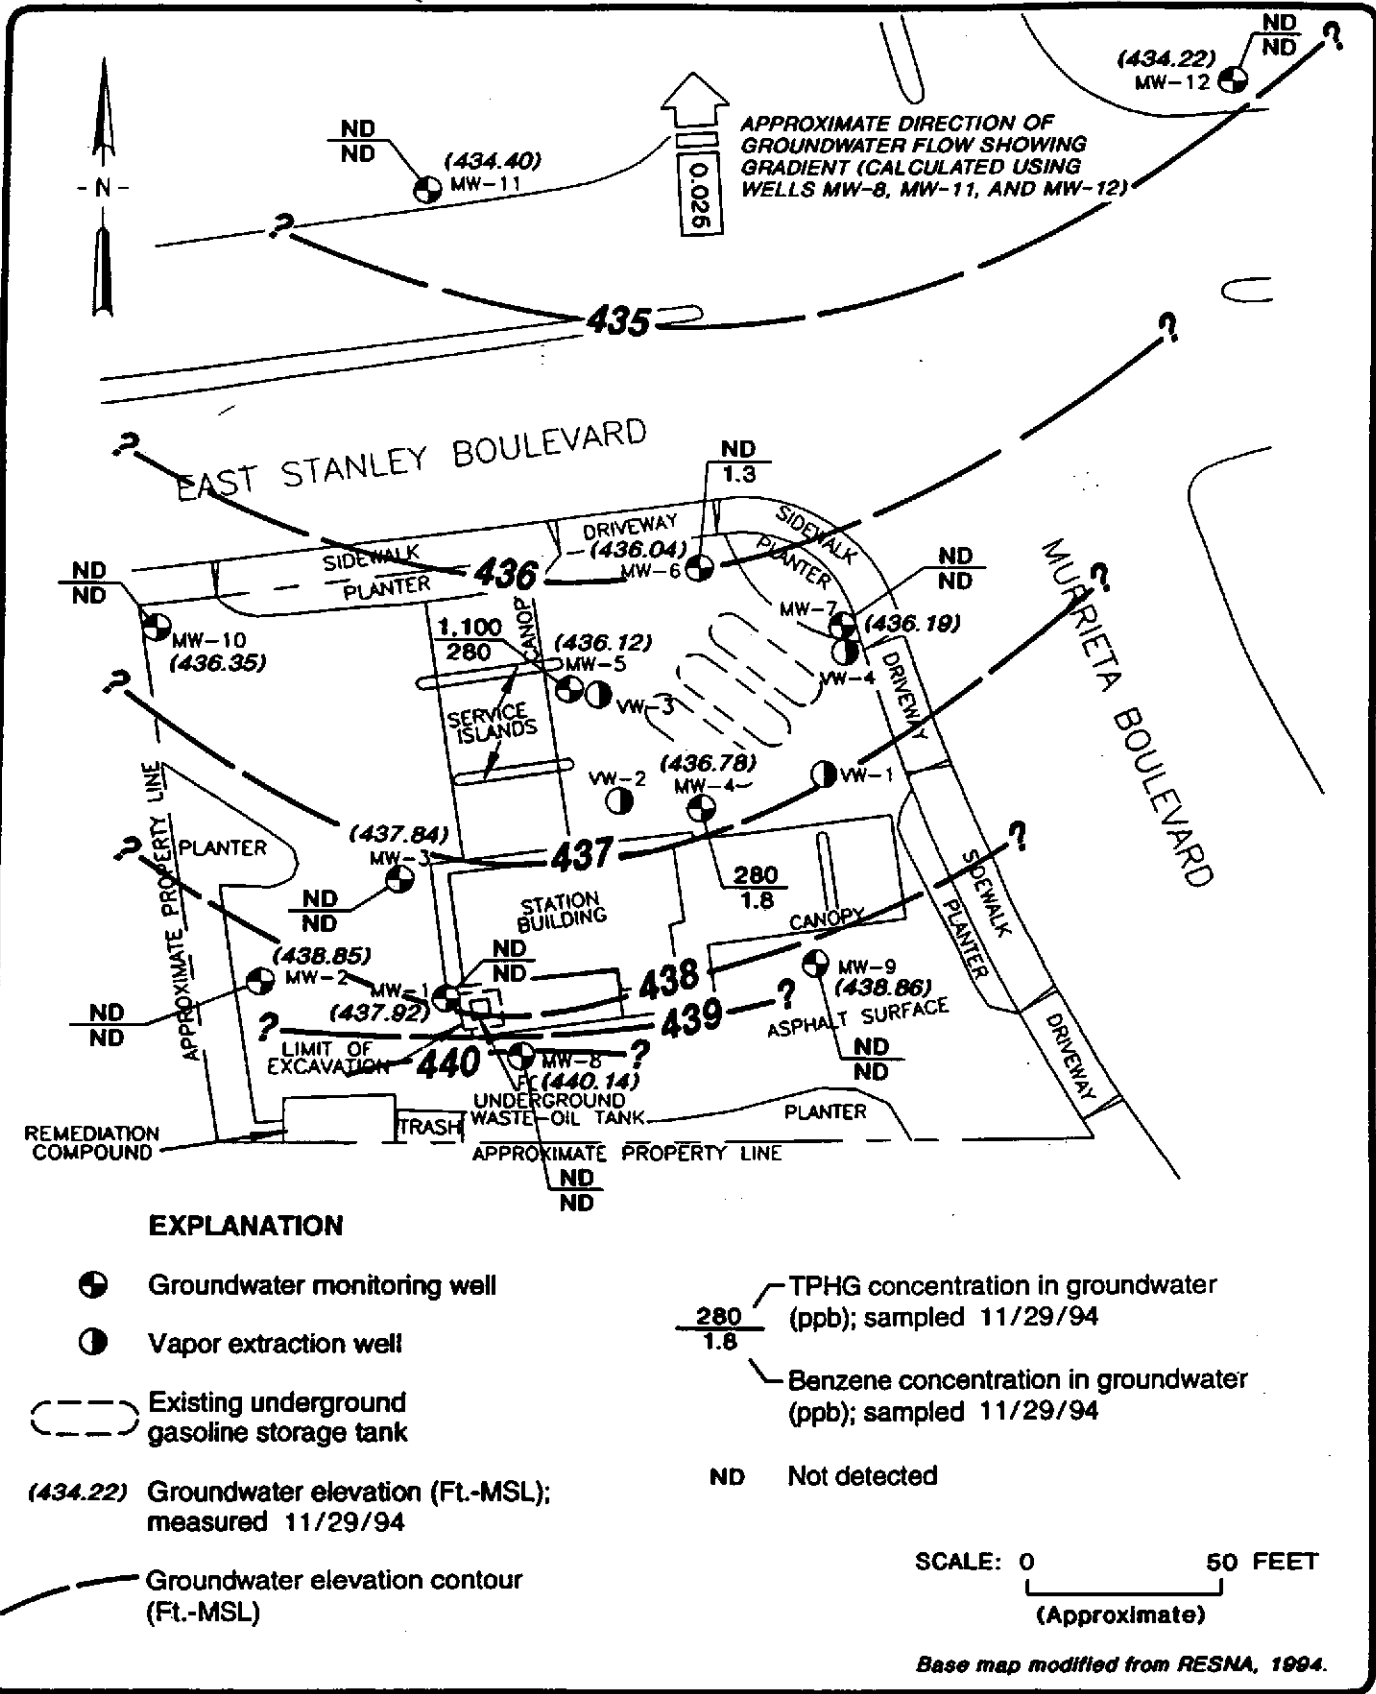 ND
ND
?
(434.22)
MW-12
APPROXIMATE DIRECTION OF
GROUNDWATER FLOW SHOWING
GRADIENT (CALCULATED USING
WELLS MW-8, MW-11, AND MW-12)
0.026
ND
ND
(434.40)
MW-11
- N -
?
435
?
?
EAST STANLEY BOULEVARD
ND
1.3
DRIVEWAY
SIDEWALK
(436.04)
MW-6
SIDEWALK
PLANTER
PLANTER
436
ND
ND
ND
ND
?
MURRIETA BOULEVARD
MW-7
(436.19)
VW-4
MW-10
(436.35)
1,100
280
CANOP
(436.12)
MW-5
VW-3
DRIVEWAY
?
SERVICE
ISLANDS
(436.78)
VW-2
MW-4
VW-1
APPROXIMATE PROPERTY LINE
?
PLANTER
(437.84)
MW-3
437
?
ND
ND
STATION
BUILDING
280
1.8
CANOPY
SIDEWALK
PLANTER
(438.85)
MW-2
ND
ND
ND
ND
MW-1
(437.92)
438
MW-9
(438.86)
?
?
439
ASPHALT SURFACE
DRIVEWAY
LIMIT OF
EXCAVATION
440
MW-8
?
(440.14)
ND
ND
UNDERGROUND
WASTE-OIL TANK
PLANTER
REMEDIATION
COMPOUND
TRASH
APPROXIMATE PROPERTY LINE
ND
ND
EXPLANATION
Groundwater monitoring well
Vapor extraction well
Existing underground
gasoline storage tank
(434.22) Groundwater elevation (Ft.-MSL);
measured 11/29/94
Groundwater elevation contour
(Ft.-MSL)
TPHG concentration in groundwater
(ppb); sampled 11/29/94
280
1.8
Benzene concentration in groundwater
(ppb); sampled 11/29/94
ND Not detected
SCALE: 0 50 FEET
(Approximate)
Base map modified from RESNA, 1994.